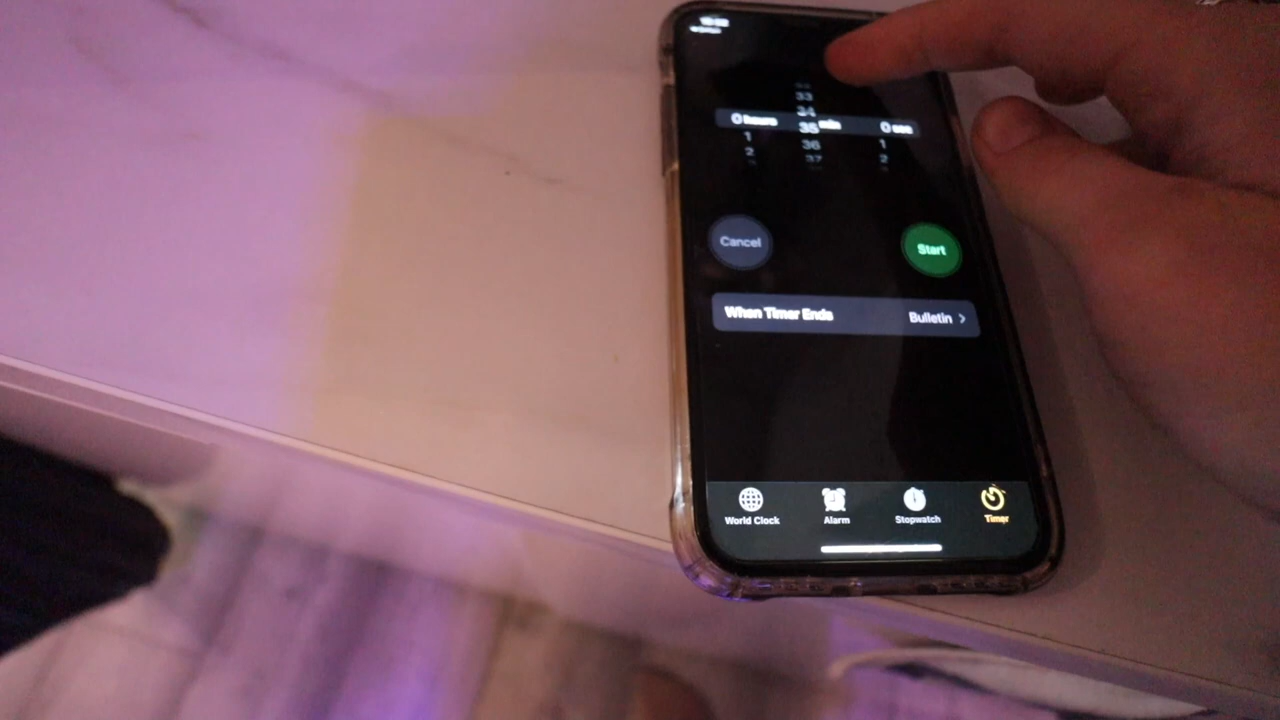 33
34
0 hours 35 min 0 sec
1 36 1
2 37 2
Cancel Start
When Timer Ends Bulletin >
World Clock Alarm Stopwatch Timer